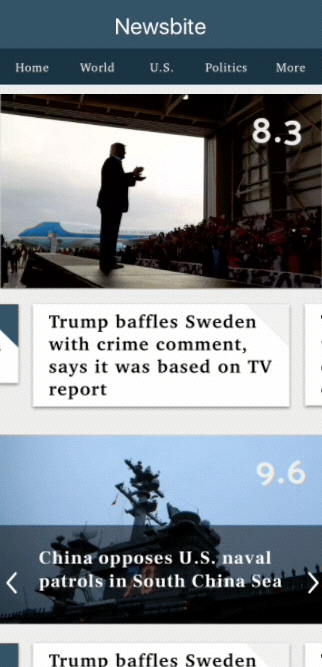 Newsbite
Home World U.S. Politics More
8.3
Trump baffles Sweden
with crime comment,
says it was based on TV
report
9.6
China opposes U.S. naval
patrols in South China Sea
Trump baffles Sweden